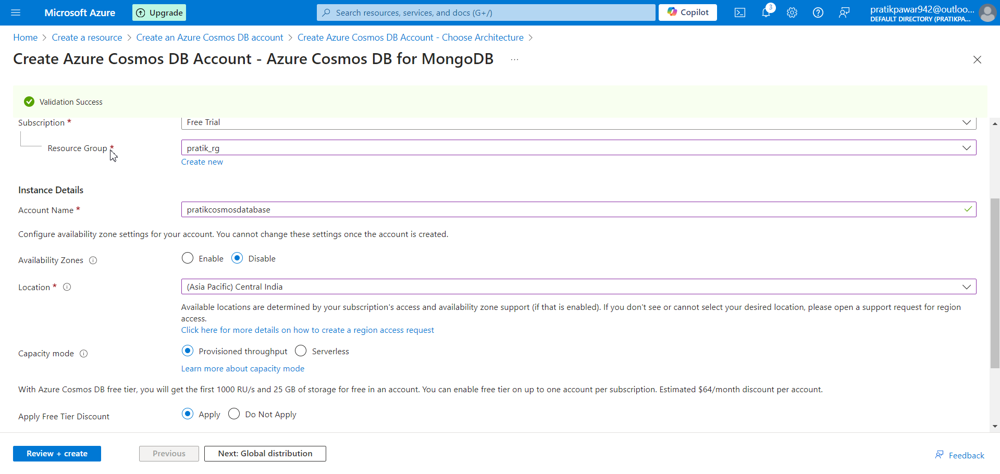 Microsoft Azure
Upgrade
Search resources, services, and docs (G+/)
Copilot
3
pratikpawar942@outloo...
DEFAULT DIRECTORY (PRATIKPA...
Home > Create a resource > Create an Azure Cosmos DB account > Create Azure Cosmos DB Account - Choose Architecture >
Create Azure Cosmos DB Account - Azure Cosmos DB for MongoDB ...
Validation Success
Subscription *
Free Trial
Resource Group *
pratik_rg
Create new
Instance Details
Account Name *
pratikcosmosdatabase
Configure availability zone settings for your account. You cannot change these settings once the account is created.
Availability Zones
Enable
Disable
Location *
(Asia Pacific) Central India
Available locations are determined by your subscription's access and availability zone support (if that is enabled). If you don't see or cannot select your desired location, please open a support request for region
access.
Click here for more details on how to create a region access request
Capacity mode
Provisioned throughput
Serverless
Learn more about capacity mode
With Azure Cosmos DB free tier, you will get the first 1000 RU/s and 25 GB of storage for free in an account. You can enable free tier on up to one account per subscription. Estimated $64/month discount per account.
Apply Free Tier Discount
Apply
Do Not Apply
Review + create
Previous
Next: Global distribution
Feedback